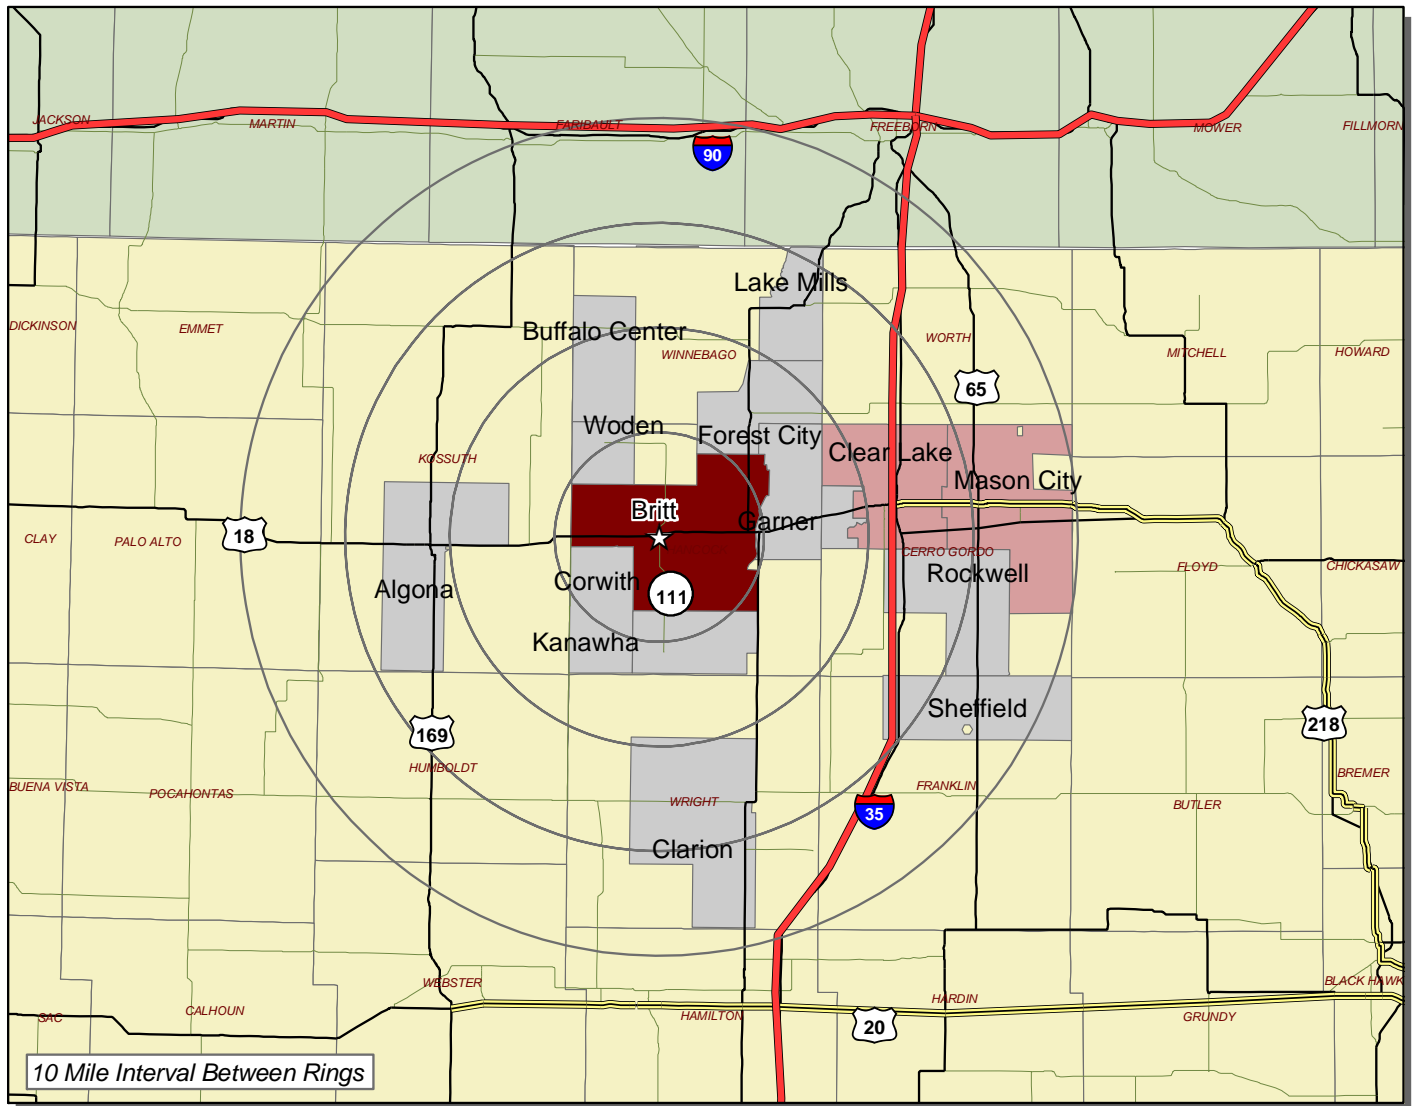 JACKSON
MARTIN
FARIBAULT
FREEBORN
MOWER
FILLMORN
90
Lake Mills
DICKINSON
EMMET
Buffalo Center
WINNEBAGO
WORTH
MITCHELL
HOWARD
65
Woden
Forest City
Clear Lake
KOSSUTH
Mason City
Britt
Garner
18
CLAY
PALO ALTO
CERRO GORDO
Corwith
Rockwell
FLOYD
CHICKASAW
Algona
111
Kanawha
Sheffield
169
218
HUMBOLDT
BUENA VISTA
POCAHONTAS
WRIGHT
FRANKLIN
BREMER
BUTLER
35
Clarion
WEBSTER
BLACK HAWK
HARDIN
SAC
CALHOUN
HAMILTON
GRUNDY
20
10 Mile Interval Between Rings